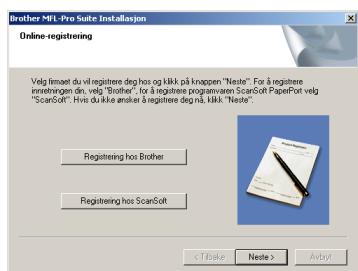 Brother MFL-Pro Suite Installasjon
Online-registrering
Velg firmaet du vil registrere deg hos og klikk på knappen "Neste". For å registrere
innretningen din, velg "Brother", for å registrere programvaren ScanSoft PaperPort velg
"ScanSoft". Hvis du ikke ønsker å registrere deg nå, klikk "Neste".
Registrering hos Brother
Product Registration
Registrering hos ScanSoft
< Tilbake
Neste >
Avbryt